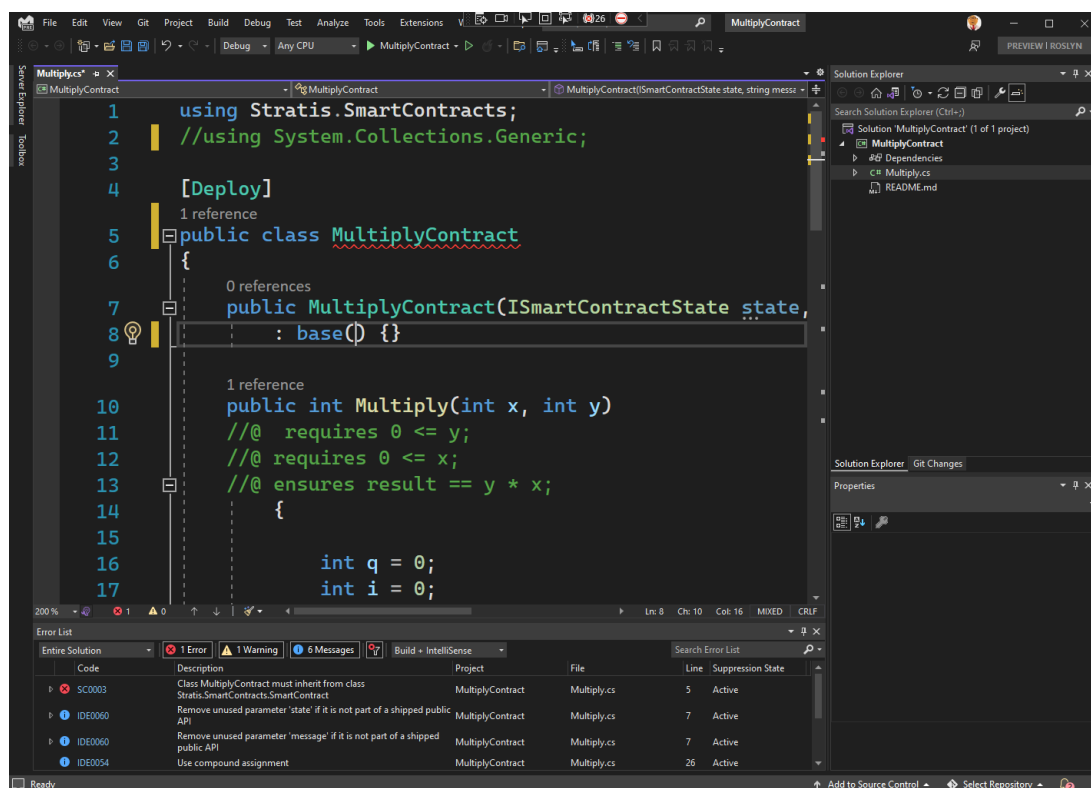 File Edit View Git Project Build Debug Test Analyze Tools Extensions 26 MultiplyContract
Debug Any CPU MultiplyContract PREVIEW | ROSLYN
Server Explorer
Toolbox
Multiply.cs*
MultiplyContract MultiplyContract MultiplyContract(ISmartContractState state, string messa
1 using Stratis.SmartContracts;
2 //using System.Collections.Generic;
3
4 [Deploy]
1 reference
5 public class MultiplyContract
6 {
0 references
7 public MultiplyContract(ISmartContractState state,
8 : base() {}
9
1 reference
10 public int Multiply(int x, int y)
11 //@  requires 0 <= y;
12 //@ requires 0 <= x;
13 //@ ensures result == y * x;
14 {
15
16 int q = 0;
17 int i = 0;
200 % 1 0 Ln: 8 Ch: 10 Col: 16 MIXED CRLF
Solution Explorer
Search Solution Explorer (Ctrl+;)
Solution 'MultiplyContract' (1 of 1 project)
MultiplyContract
Dependencies
C# Multiply.cs
README.md
Solution Explorer Git Changes
Properties
Error List
Entire Solution 1 Error 1 Warning 6 Messages Build + IntelliSense Search Error List
Code Description Project File Line Suppression State
SC0003 Class MultiplyContract must inherit from class Stratis.SmartContracts.SmartContract MultiplyContract Multiply.cs 5 Active
IDE0060 Remove unused parameter 'state' if it is not part of a shipped public API MultiplyContract Multiply.cs 7 Active
IDE0060 Remove unused parameter 'message' if it is not part of a shipped public API MultiplyContract Multiply.cs 7 Active
IDE0054 Use compound assignment MultiplyContract Multiply.cs 26 Active
Ready Add to Source Control Select Repository